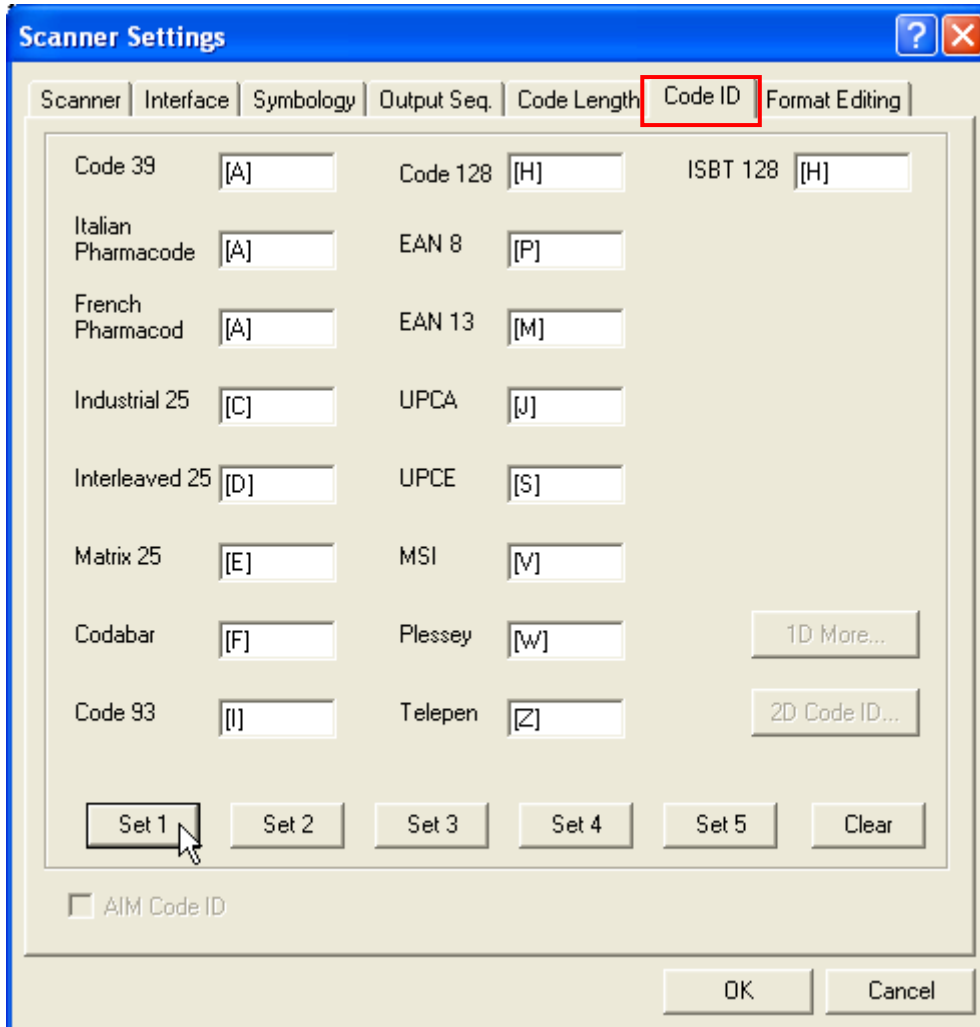 Scanner Settings
Scanner Interface Symbology Output Seq. Code Length Code ID Format Editing
Code 39 [A] Code 128 [H] ISBT 128 [H]
Italian
Pharmacode [A] EAN 8 [P]
French
Pharmacod [A] EAN 13 [M]
Industrial 25 [C] UPCA [J]
Interleaved 25 [D] UPCE [S]
Matrix 25 [E] MSI [V]
Codabar [F] Plessey [W] 1D More...
Code 93 [I] Telepen [Z] 2D Code ID...
Set 1 Set 2 Set 3 Set 4 Set 5 Clear
AIM Code ID
OK Cancel